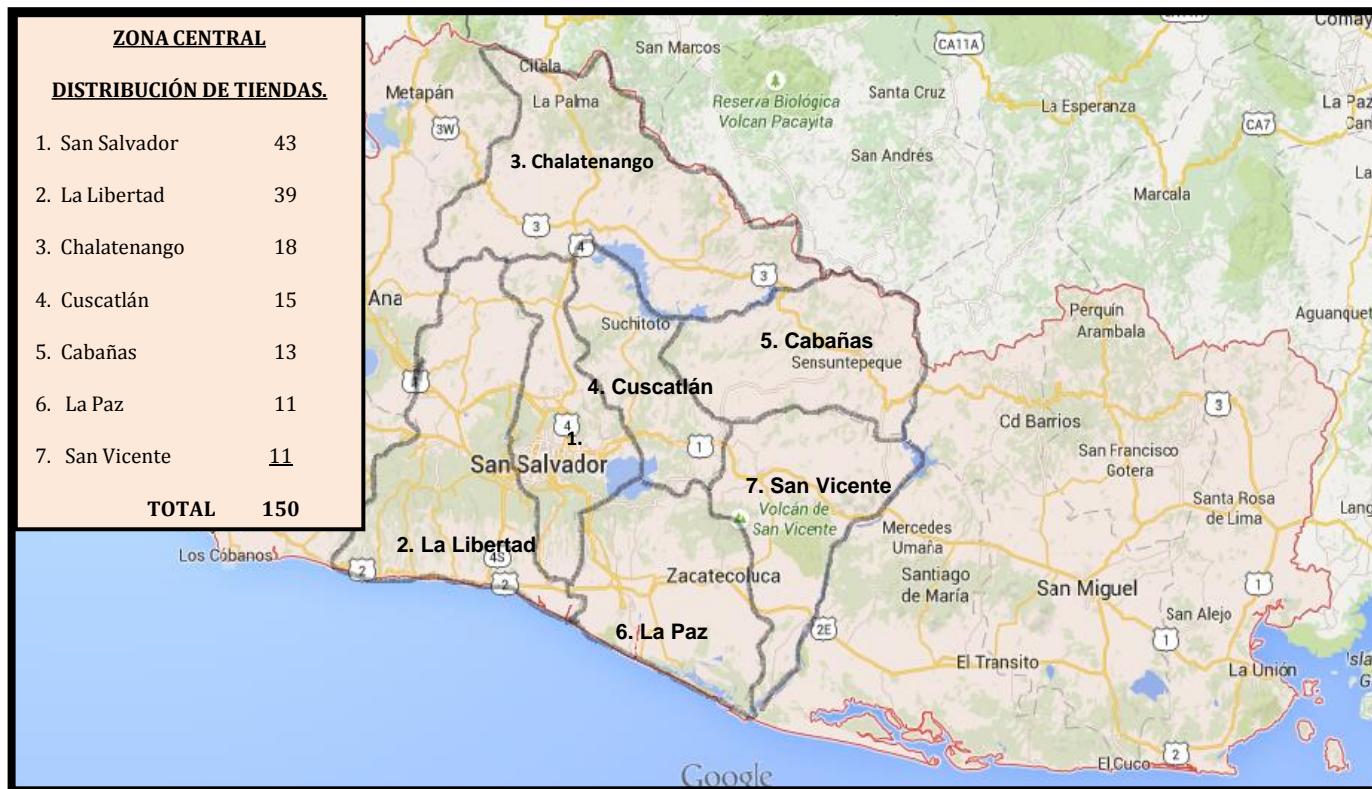 ZONA CENTRAL
DISTRIBUCIÓN DE TIENDAS.
1. San Salvador 43
2. La Libertad 39
3. Chalatenango 18
4. Cuscatlán 15
5. Cabañas 13
6. La Paz 11
7. San Vicente 11
TOTAL 150
San Marcos
CA11A
Citala
Metapán
La Palma
Reserva Biológica
Volcan Pacayita
Santa Cruz
La Esperanza
La Paz
3W
CA7
3. Chalatenango
San Andrés
Marcala
3
4
3
Ana
Suchitoto
Perquín
Arambala
5. Cabañas
Sensuntepeque
4. Cuscatlán
3
Cd Barrios
4
1.
1
San Francisco
Gotera
San Salvador
7. San Vicente
Volcán de
San Vicente
Santa Rosa
de Lima
Mercedes
Umaña
2. La Libertad
Los Cóbanos
4S
2
2
Zacatecoluca
Santiago
de María
San Miguel
1
San Alejo
6. La Paz
2E
1
El Transito
La Unión
El Cuco
2
Google